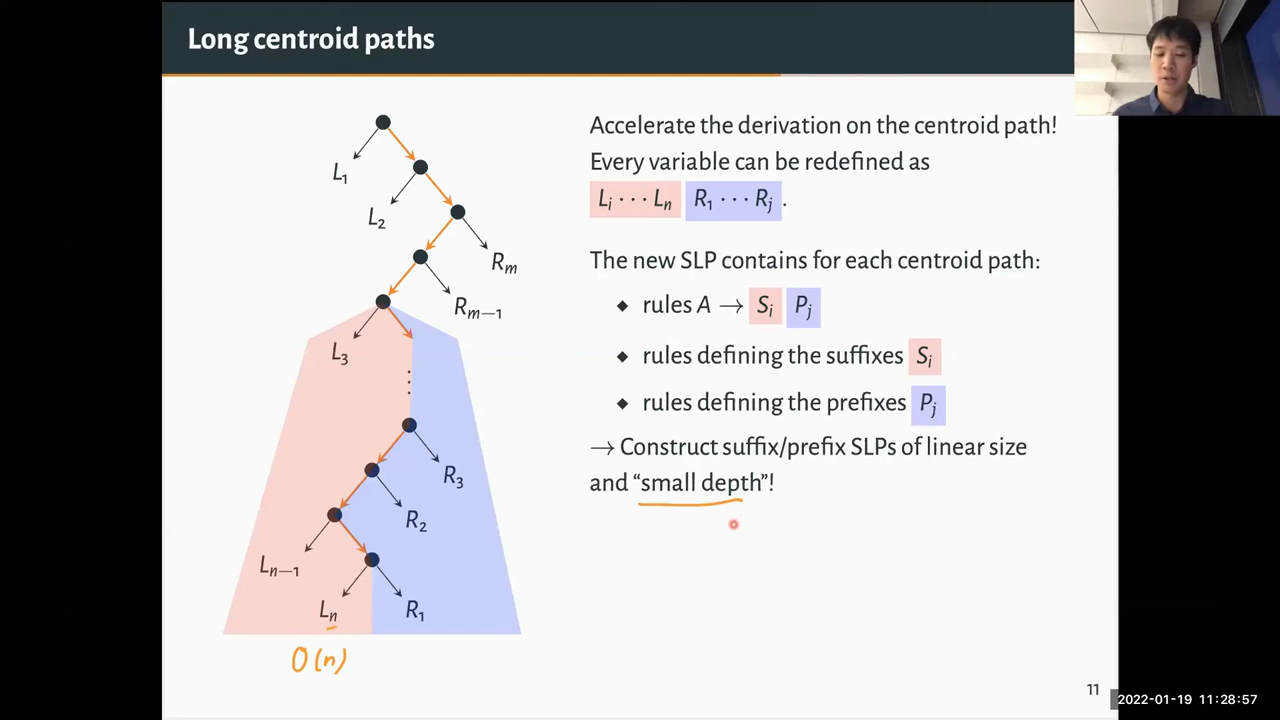 Long centroid paths
L₁
L₂
Rₘ
Rₘ₋₁
L₃
⋮
R₃
R₂
Lₙ₋₁
Lₙ
R₁
O(n)
Accelerate the derivation on the centroid path!
Every variable can be redefined as
Lᵢ ⋯ Lₙ R₁ ⋯ Rⱼ .
The new SLP contains for each centroid path:
◆ rules A → Sᵢ Pⱼ
◆ rules defining the suffixes Sᵢ
◆ rules defining the prefixes Pⱼ
→ Construct suffix/prefix SLPs of linear size
and “small depth”!
11
2022-01-19 11:28:57